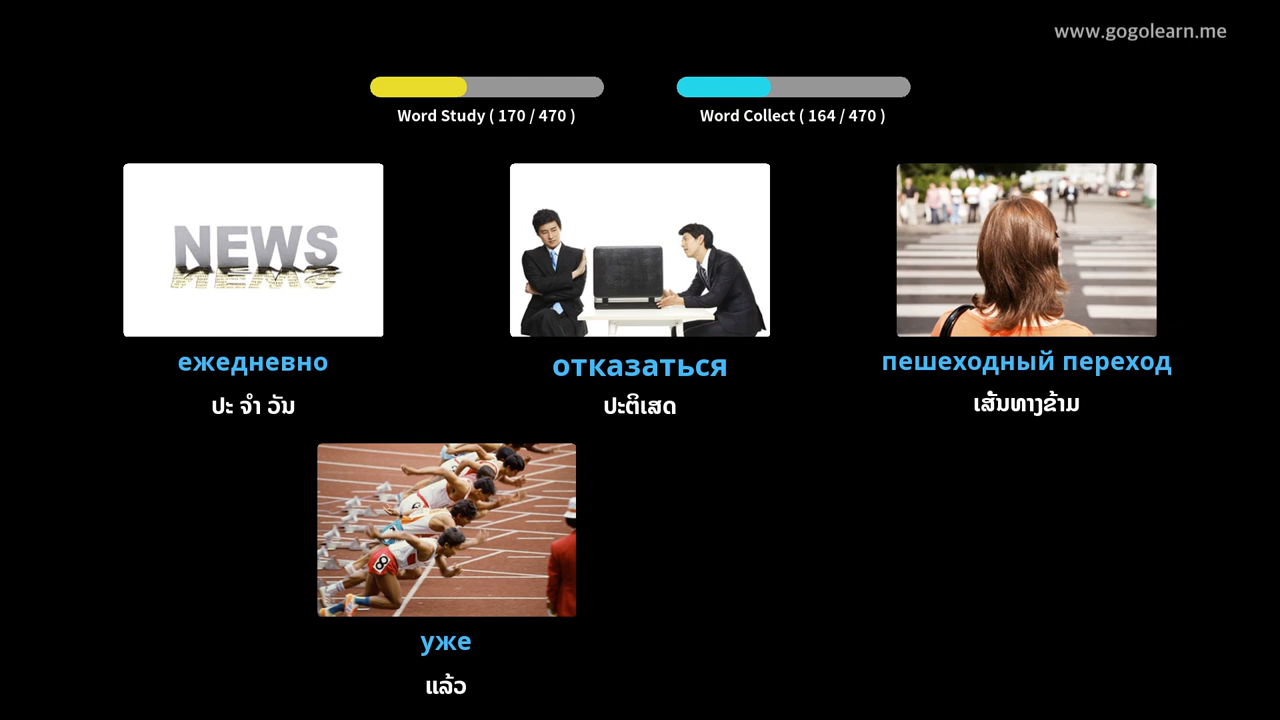 www.gogolearn.me
Word Study ( 170 / 470 )
Word Collect ( 164 / 470 )
NEWS
ежедневно
отказаться
пешеходный переход
ປະ ຈຳ ວັນ
ປະຕິເສດ
ເສັ້ນທາງຂ້າມ
8
уже
ແລ້ວ